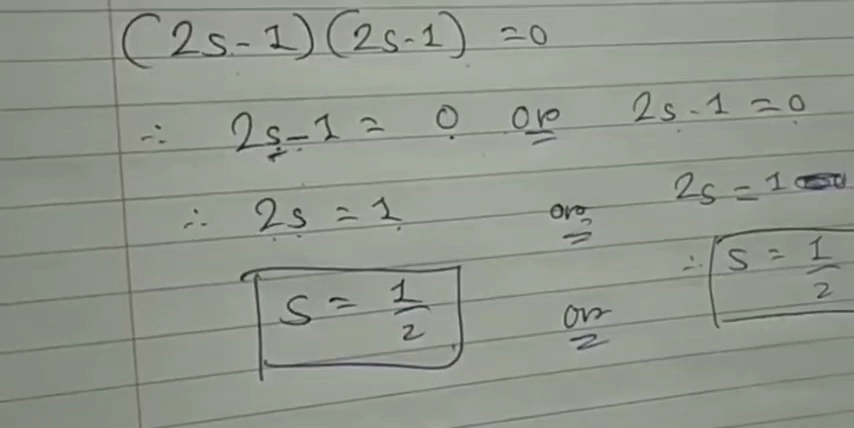 (2s-1)(2s-1) =0
∴ 2s-1 = 0 or 2s-1 =0
∴ 2s = 1 or 2s = 1
s = 1/2 or ∴ s = 1/2